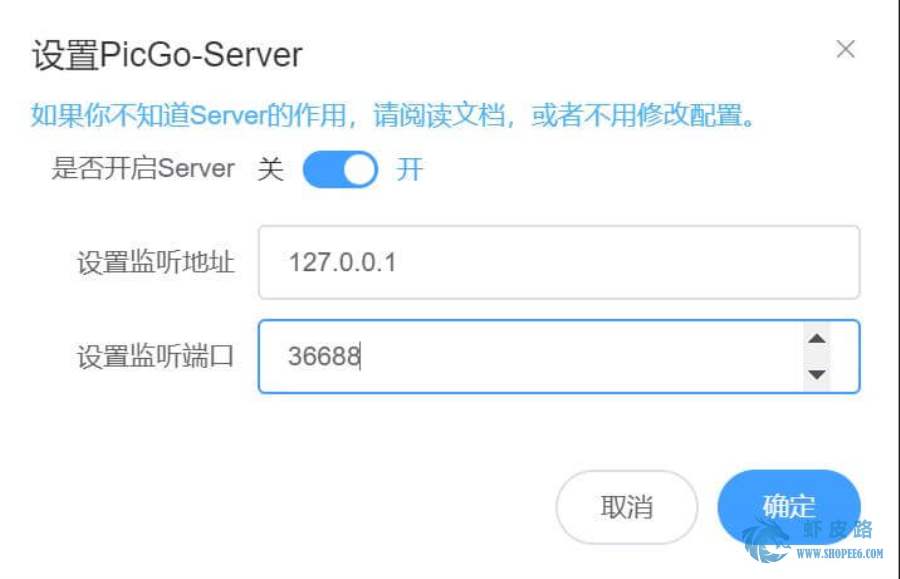 设置PicGo-Server
如果你不知道Server的作用，请阅读文档，或者不用修改配置。
是否开启Server 关 开
设置监听地址 127.0.0.1
设置监听端口 36688
取消 确定
虾皮路
WWW.SHOPEE6.COM